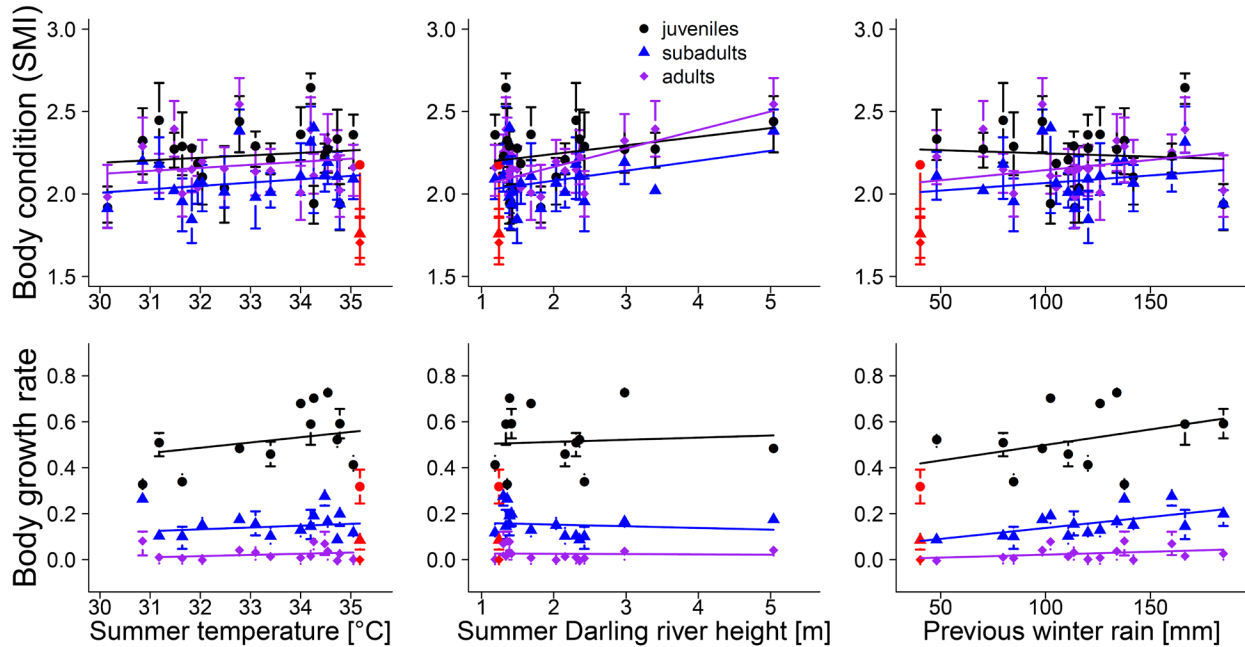 Body condition (SMI)
3.0
2.5
2.0
1.5
30 31 32 33 34 35
juveniles
subadults
adults
3.0
2.5
2.0
1.5
1 2 3 4 5
3.0
2.5
2.0
1.5
50 100 150
Body growth rate
0.8
0.6
0.4
0.2
0.0
30 31 32 33 34 35
Summer temperature [°C]
0.8
0.6
0.4
0.2
0.0
1 2 3 4 5
Summer Darling river height [m]
0.8
0.6
0.4
0.2
0.0
50 100 150
Previous winter rain [mm]